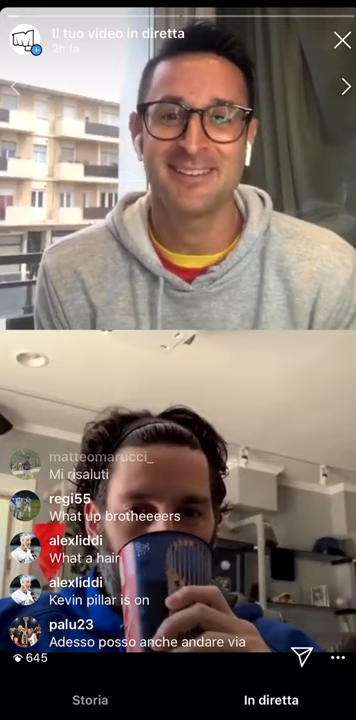 Il tuo video in diretta
2h fa
matteomarucci_
Mi risaluti
regi55
What up brotheeeers
alexliddi
What a hair
alexliddi
Kevin pillar is on
palu23
Adesso posso anche andare via
645
Storia
In diretta